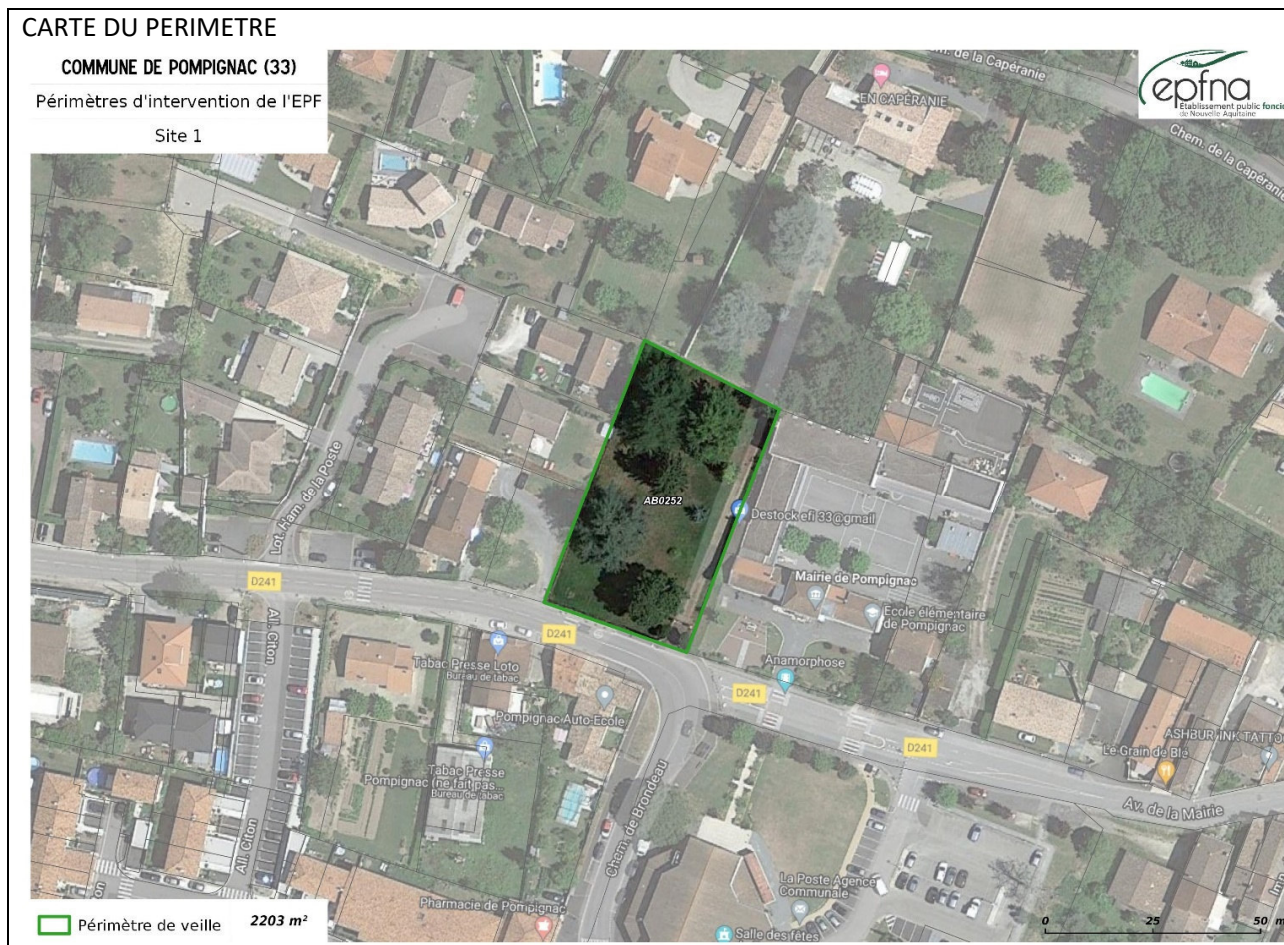 CARTE DU PERIMETRE
COMMUNE DE POMPIGNAC (33)
Périmètres d'intervention de l'EPF
Site 1
epfna
Établissement public foncier
de Nouvelle Aquitaine
Chem. de la Capéranie
Chem. de la Capéranie
EN CAPÉRANIE
Lot. Ham. de la Poste
AB0252
Destock efi 33@gmail
Mairie de Pompignac
École élémentaire
de Pompignac
D241
D241
Anamorphose
D241
D241
All. Citon
All. Citon
Tabac Presse Loto
Bureau de tabac
Pompignac Auto-Ecole
Tabac Presse
Pompignac (ne fait pas...
Bureau de tabac
Chem. de Brondeau
ASHBUR INK TATTO
Le Grain de Blé
Av. de la Mairie
La Poste Agence
Communale
Pharmacie de Pompignac
Salle des fêtes
Périmètre de veille
2203 m²
0 25 50 m